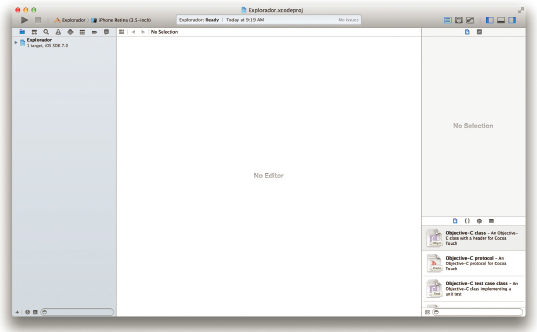 Explorador.xcodeproj
Explorador
iPhone Retina (3.5-inch)
Explorador: Ready
Today at 9:19 AM
No Issues
No Selection
Explorador
1 target, iOS SDK 7.0
No Editor
No Selection
Objective-C class - An Objective-
C class with a header for Cocoa
Touch
Objective-C protocol - An
Objective-C protocol for Cocoa
Touch
Objective-C test case class - An
Objective-C class implementing a
unit test